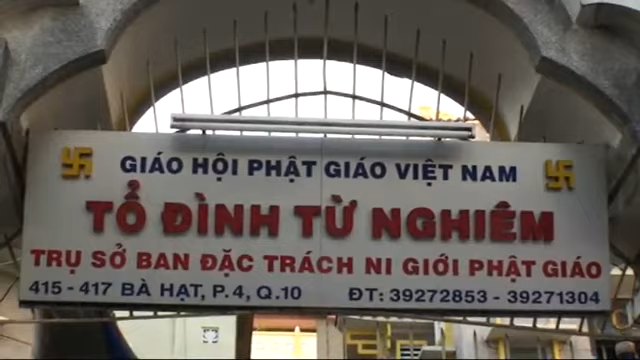 GIÁO HỘI PHẬT GIÁO VIỆT NAM
TỔ ĐÌNH TỪ NGHIÊM
TRỤ SỞ BAN ĐẶC TRÁCH NI GIỚI PHẬT GIÁO
415 - 417 BÀ HẠT, P.4, Q.10 ĐT: 39272853 - 39271304